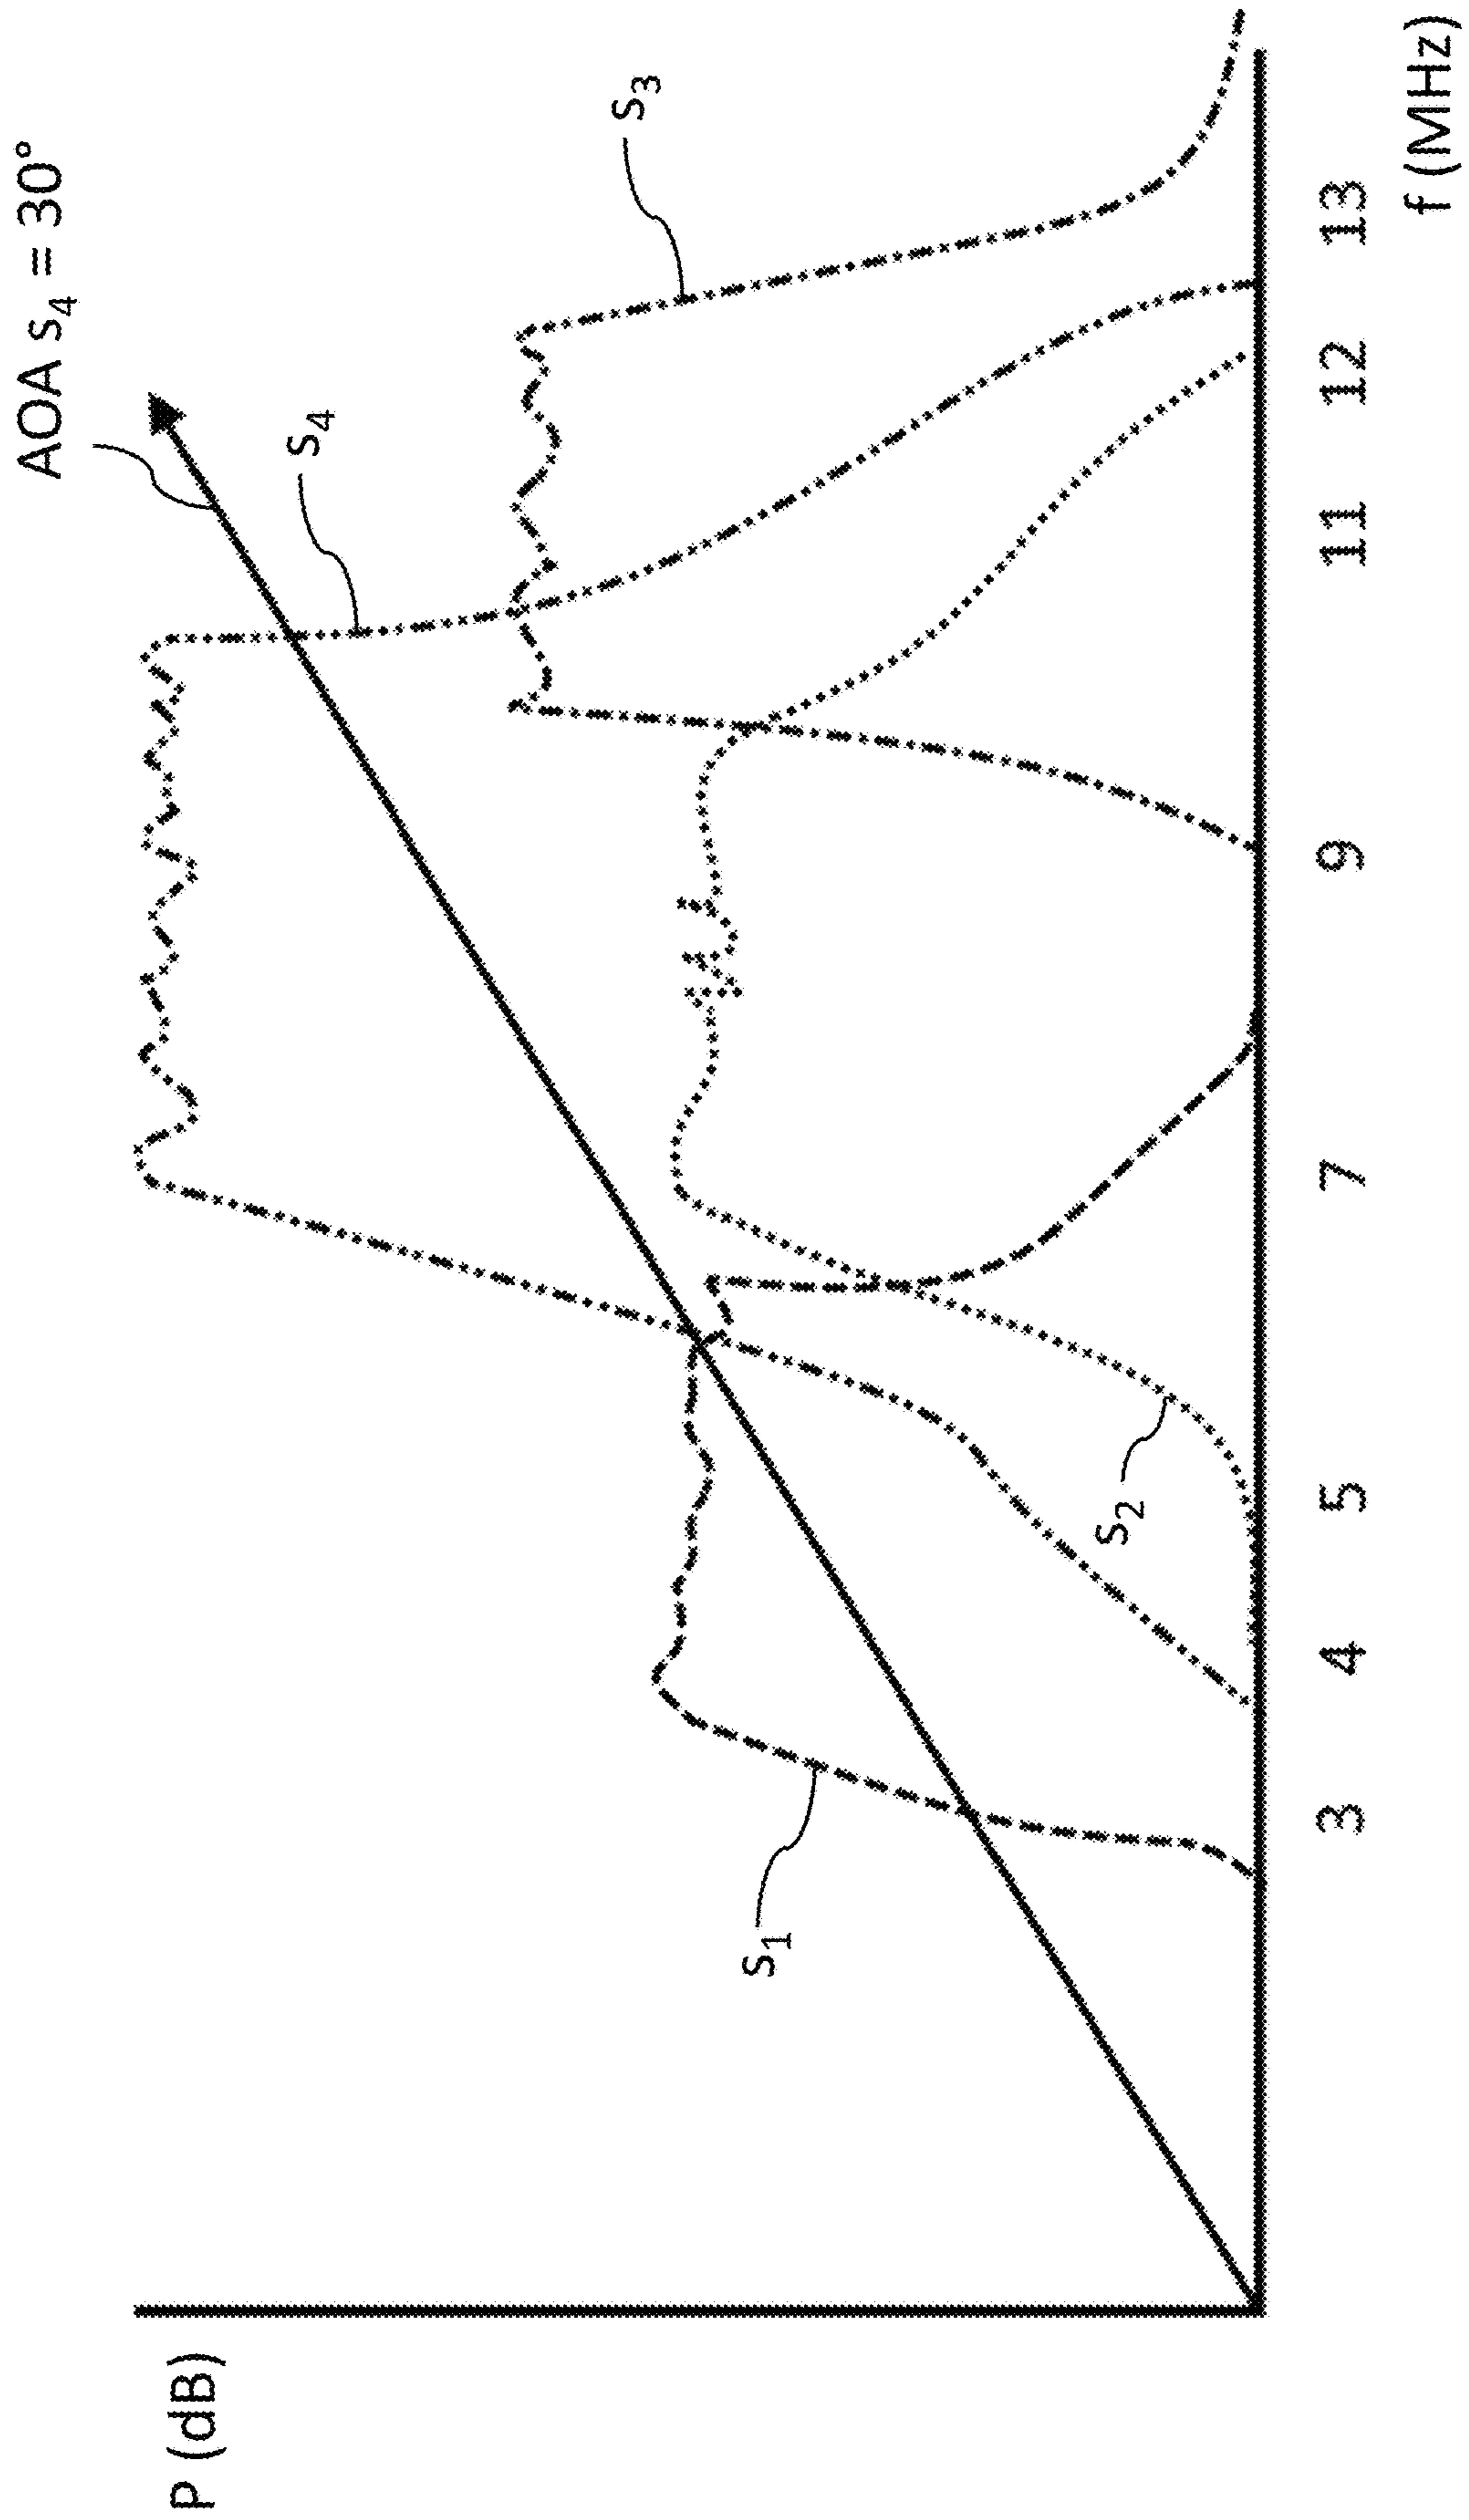 P (dB)
AOA s₄ = 30°
s₄
s₃
s₁
s₂
3 4 5 7 9 11 12 13
f (MHz)